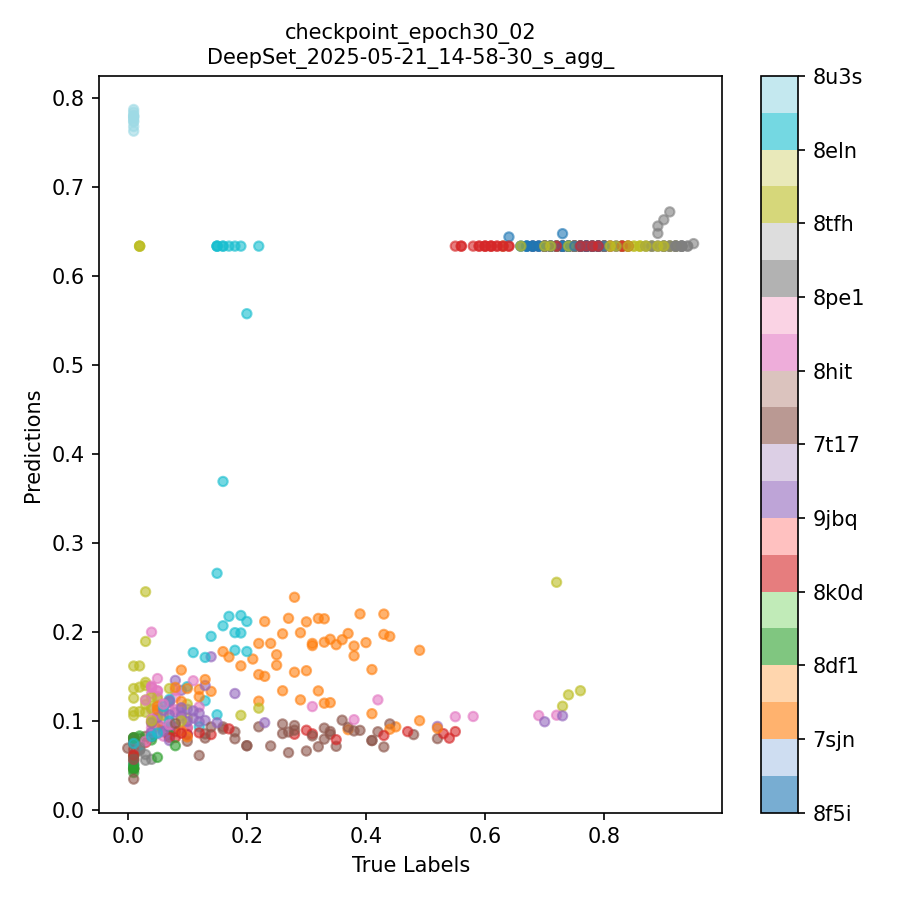 checkpoint_epoch30_02
DeepSet_2025-05-21_14-58-30_s_agg_
Predictions
0.8
0.7
0.6
0.5
0.4
0.3
0.2
0.1
0.0
0.0 0.2 0.4 0.6 0.8
True Labels
8u3s
8eln
8tfh
8pe1
8hit
7t17
9jbq
8k0d
8df1
7sjn
8f5i